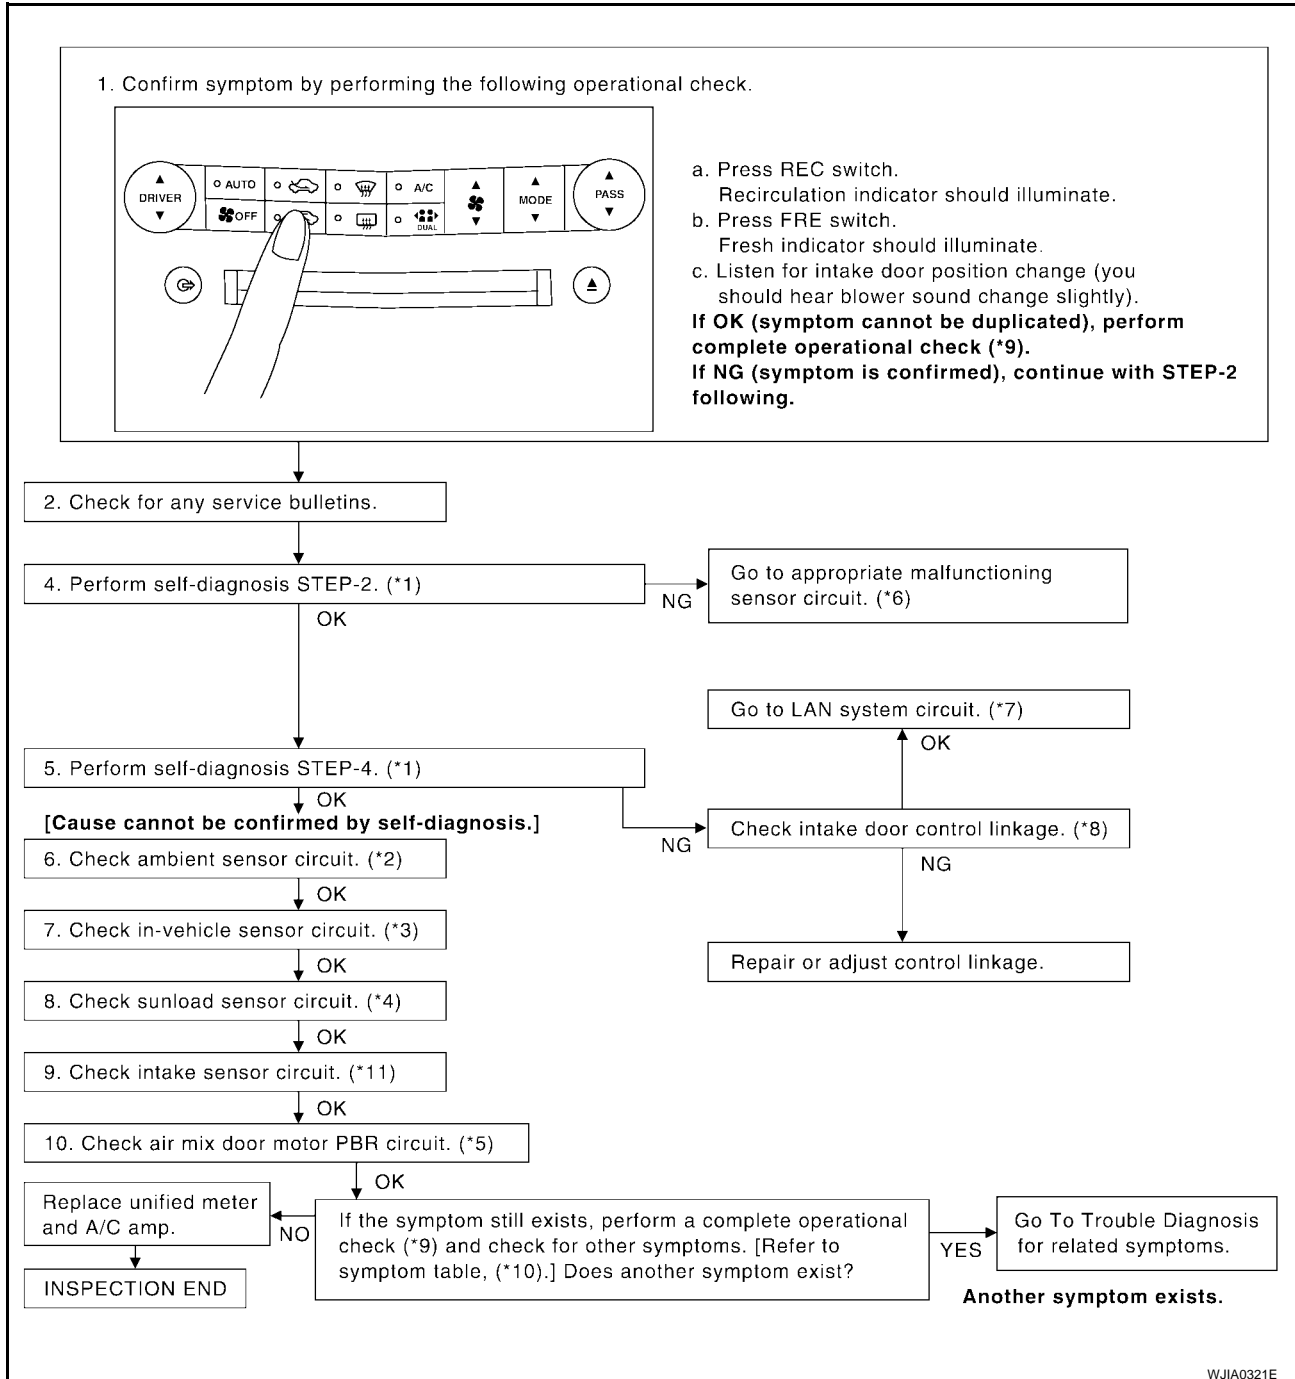 1. Confirm symptom by performing the following operational check.
DRIVER
AUTO
OFF
A/C
DUAL
MODE
PASS
a. Press REC switch.
Recirculation indicator should illuminate.
b. Press FRE switch.
Fresh indicator should illuminate.
c. Listen for intake door position change (you
should hear blower sound change slightly).
If OK (symptom cannot be duplicated), perform
complete operational check (*9).
If NG (symptom is confirmed), continue with STEP-2
following.
2. Check for any service bulletins.
4. Perform self-diagnosis STEP-2. (*1)
NG
Go to appropriate malfunctioning
sensor circuit. (*6)
OK
Go to LAN system circuit. (*7)
OK
5. Perform self-diagnosis STEP-4. (*1)
OK
[Cause cannot be confirmed by self-diagnosis.]
NG
Check intake door control linkage. (*8)
NG
Repair or adjust control linkage.
6. Check ambient sensor circuit. (*2)
OK
7. Check in-vehicle sensor circuit. (*3)
OK
8. Check sunload sensor circuit. (*4)
OK
9. Check intake sensor circuit. (*11)
OK
10. Check air mix door motor PBR circuit. (*5)
OK
Replace unified meter
and A/C amp.
NO
If the symptom still exists, perform a complete operational
check (*9) and check for other symptoms. [Refer to
symptom table, (*10).] Does another symptom exist?
YES
Go To Trouble Diagnosis
for related symptoms.
INSPECTION END
Another symptom exists.
WJIA0321E